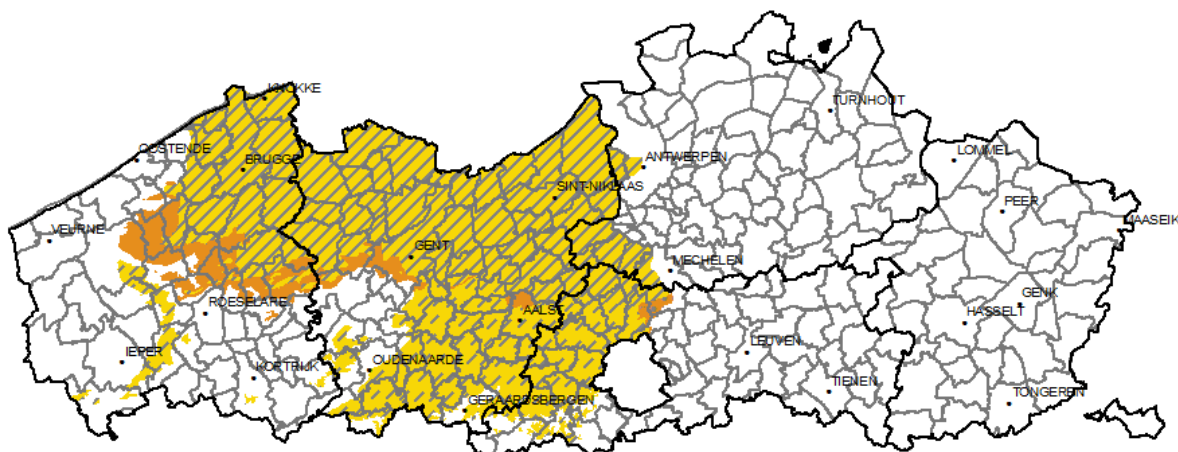 KNOKKE
TURNHOUT
OOSTENDE
BRUGGE
ANTWERPEN
LOMMEL
SINT-NIKLAAS
PEER
MAASEIK
VEURNE
GENT
MECHELEN
ROESELARE
AALST
GENK
HASSELT
IEPER
OUDENAARDE
LEUVEN
KORTRIJK
TIENEN
GERAARDSBERGEN
TONGEREN